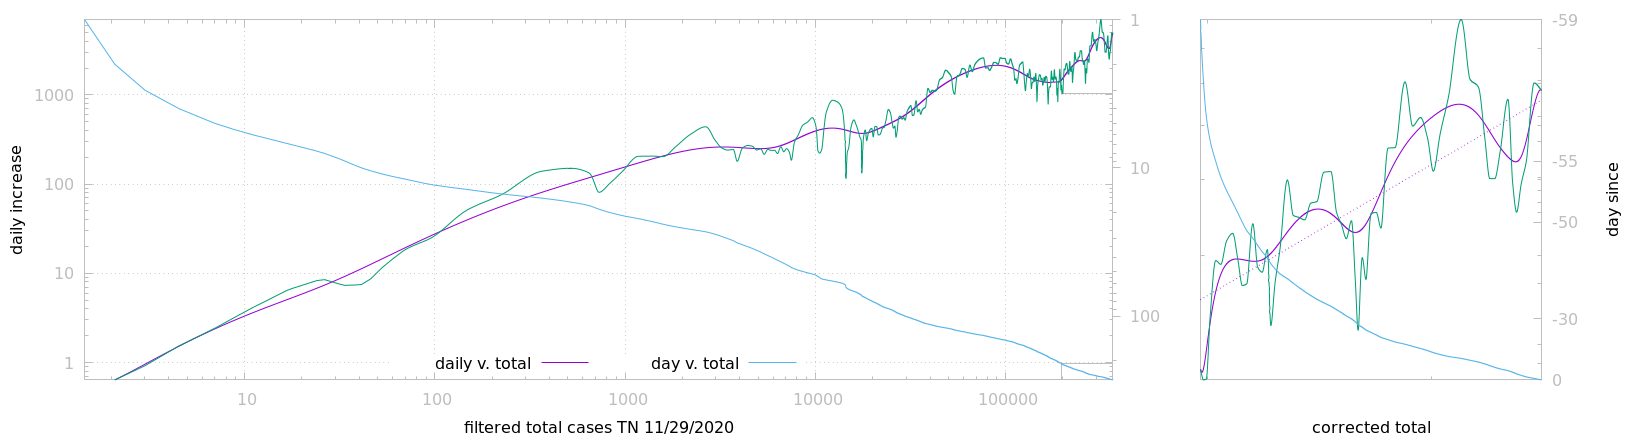 daily increase
1000
100
10
1
10
100
1000
10000
100000
filtered total cases TN 11/29/2020
daily v. total
day v. total
1
10
100
-59
-55
-50
-30
0
day since
corrected total